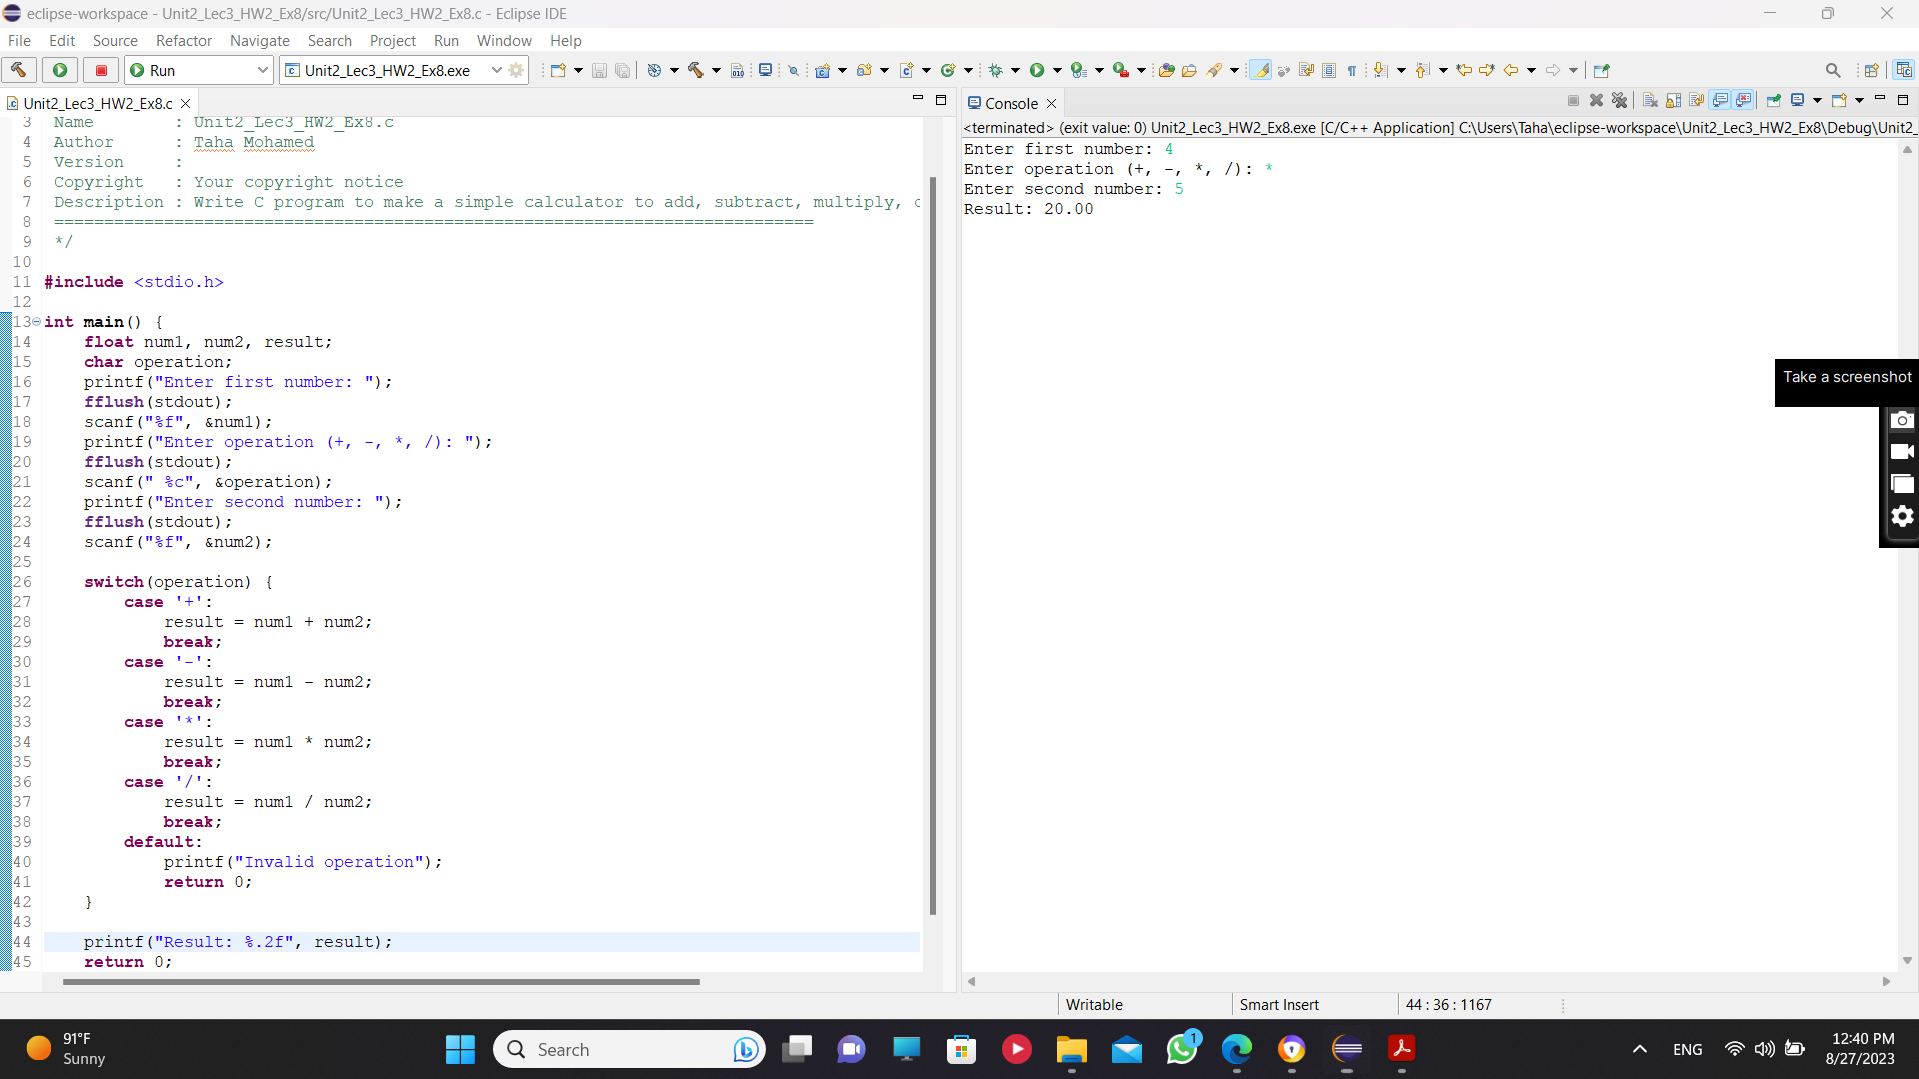 eclipse-workspace - Unit2_Lec3_HW2_Ex8/src/Unit2_Lec3_HW2_Ex8.c - Eclipse IDE
File Edit Source Refactor Navigate Search Project Run Window Help
Run
Unit2_Lec3_HW2_Ex8.exe
Unit2_Lec3_HW2_Ex8.c
3 Name : Unit2_Lec3_HW2_Ex8.c
4 Author : Taha Mohamed
5 Version :
6 Copyright : Your copyright notice
7 Description : Write C program to make a simple calculator to add, subtract, multiply,
8 ============================================================================
9 */
10
11 #include <stdio.h>
12
13 int main() {
14 float num1, num2, result;
15 char operation;
16 printf("Enter first number: ");
17 fflush(stdout);
18 scanf("%f", &num1);
19 printf("Enter operation (+, -, *, /): ");
20 fflush(stdout);
21 scanf(" %c", &operation);
22 printf("Enter second number: ");
23 fflush(stdout);
24 scanf("%f", &num2);
25
26 switch(operation) {
27 case '+':
28 result = num1 + num2;
29 break;
30 case '-':
31 result = num1 - num2;
32 break;
33 case '*':
34 result = num1 * num2;
35 break;
36 case '/':
37 result = num1 / num2;
38 break;
39 default:
40 printf("Invalid operation");
41 return 0;
42 }
43
44 printf("Result: %.2f", result);
45 return 0;
Console
<terminated> (exit value: 0) Unit2_Lec3_HW2_Ex8.exe [C/C++ Application] C:\Users\Taha\eclipse-workspace\Unit2_Lec3_HW2_Ex8\Debug\Unit2_
Enter first number: 4
Enter operation (+, -, *, /): *
Enter second number: 5
Result: 20.00
Take a screenshot
Writable
Smart Insert
44 : 36 : 1167
91°F
Sunny
Search
1
ENG
12:40 PM
8/27/2023